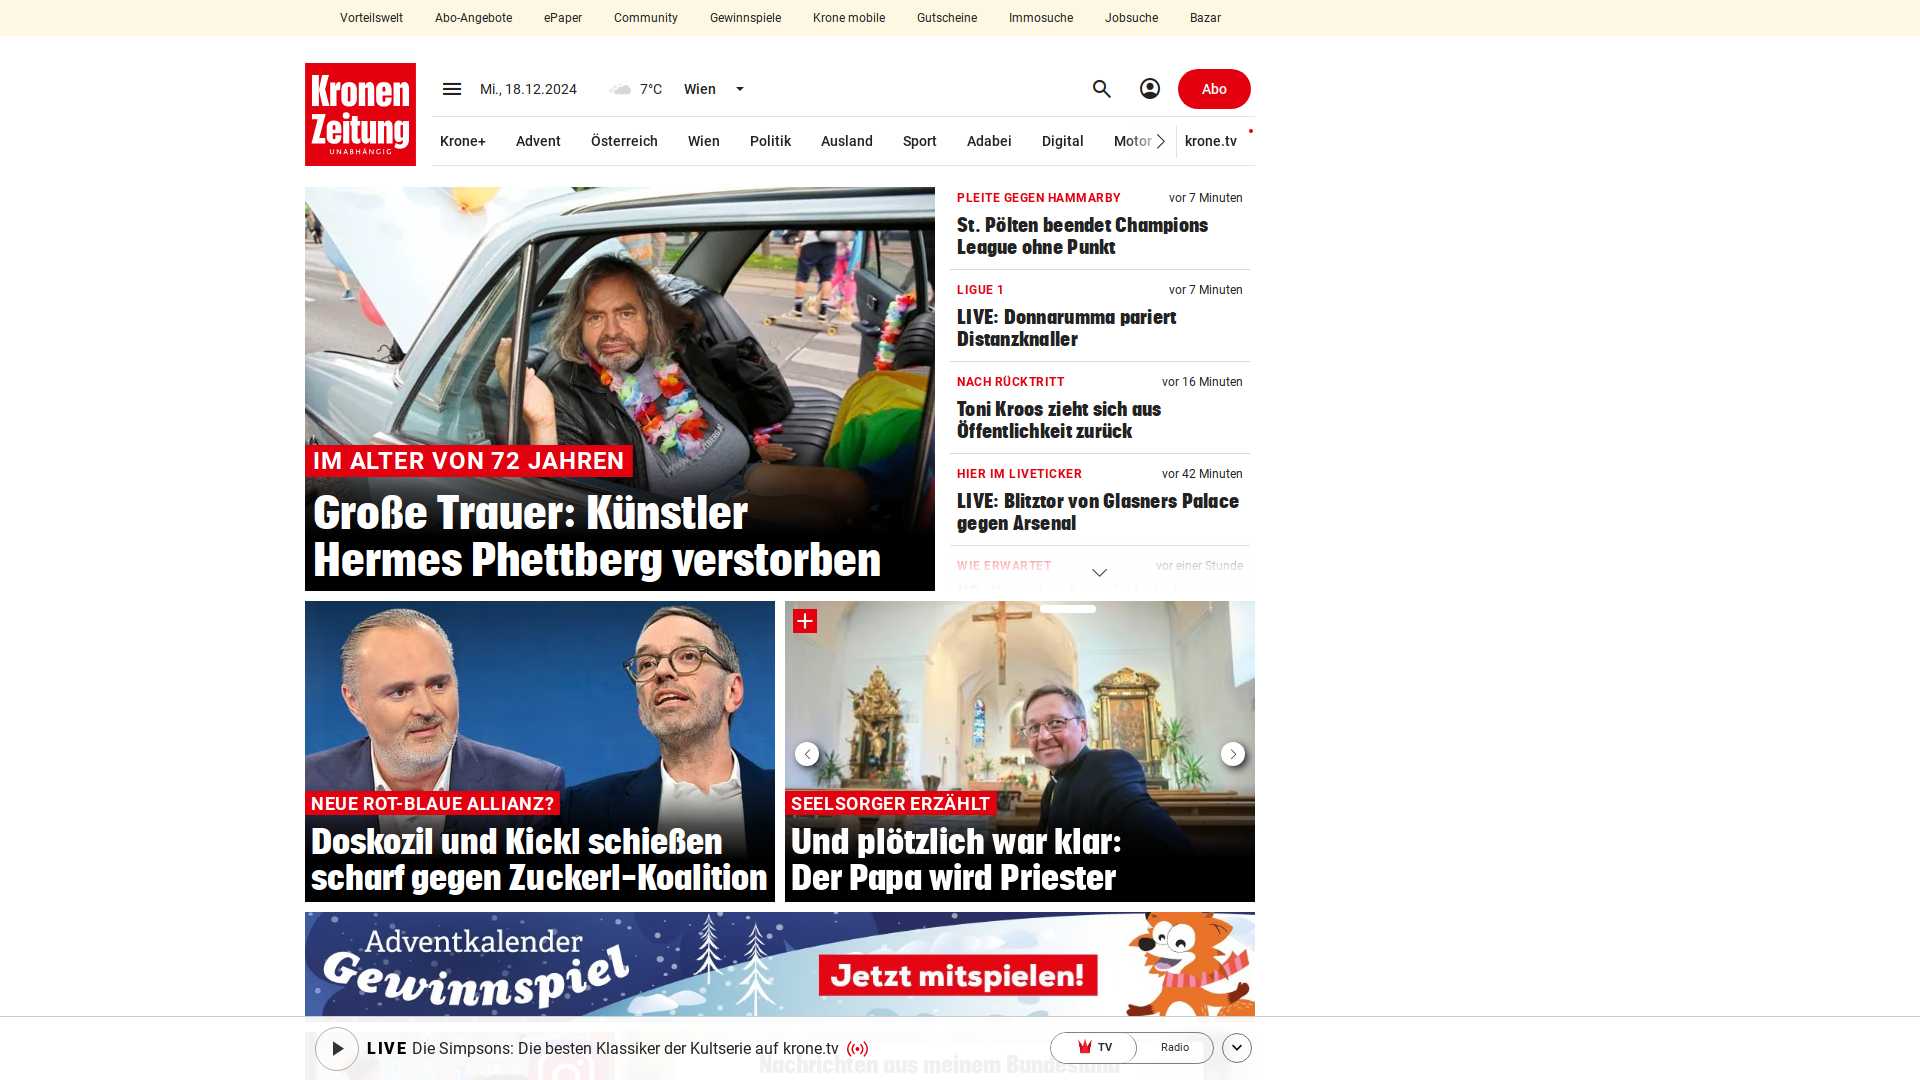 Vorteilswelt Abo-Angebote ePaper Community Gewinnspiele Krone mobile Gutscheine Immosuche Jobsuche Bazar
Kronen
Zeitung
UNABHÄNGIG
Mi., 18.12.2024 7°C Wien
Abo
Krone+ Advent Österreich Wien Politik Ausland Sport Adabei Digital Motor krone.tv
IM ALTER VON 72 JAHREN
Große Trauer: Künstler
Hermes Phettberg verstorben
PLEITE GEGEN HAMMARBY vor 7 Minuten
St. Pölten beendet Champions
League ohne Punkt
LIGUE 1 vor 7 Minuten
LIVE: Donnarumma pariert
Distanzknaller
NACH RÜCKTRITT vor 16 Minuten
Toni Kroos zieht sich aus
Öffentlichkeit zurück
HIER IM LIVETICKER vor 42 Minuten
LIVE: Blitztor von Glasners Palace
gegen Arsenal
WIE ERWARTET vor einer Stunde
NEUE ROT-BLAUE ALLIANZ?
Doskozil und Kickl schießen
scharf gegen Zuckerl-Koalition
SEELSORGER ERZÄHLT
Und plötzlich war klar:
Der Papa wird Priester
Adventkalender
Gewinnspiel
Jetzt mitspielen!
LIVE Die Simpsons: Die besten Klassiker der Kultserie auf krone.tv
TV Radio
Nachrichten aus meinem Bundesland